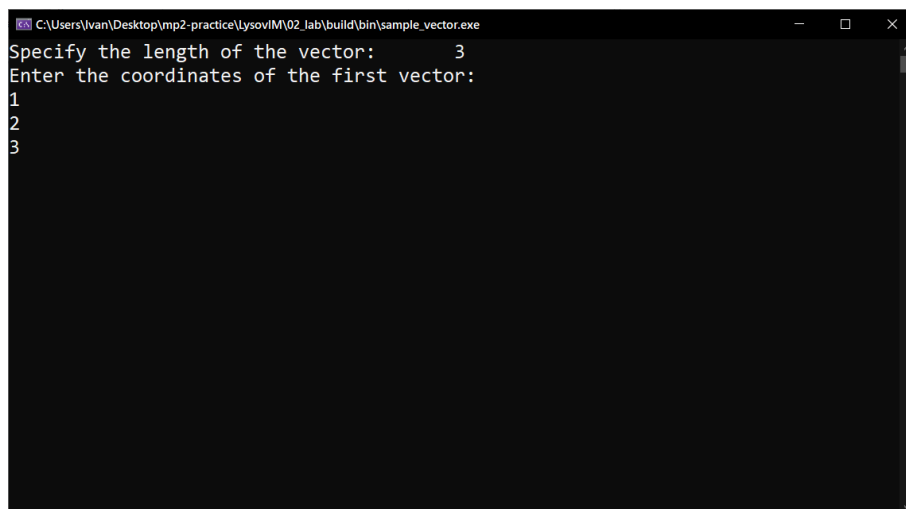 C:\Users\Ivan\Desktop\mp2-practice\LysovIM\02_lab\build\bin\sample_vector.exe
Specify the length of the vector:       3
Enter the coordinates of the first vector:
1
2
3